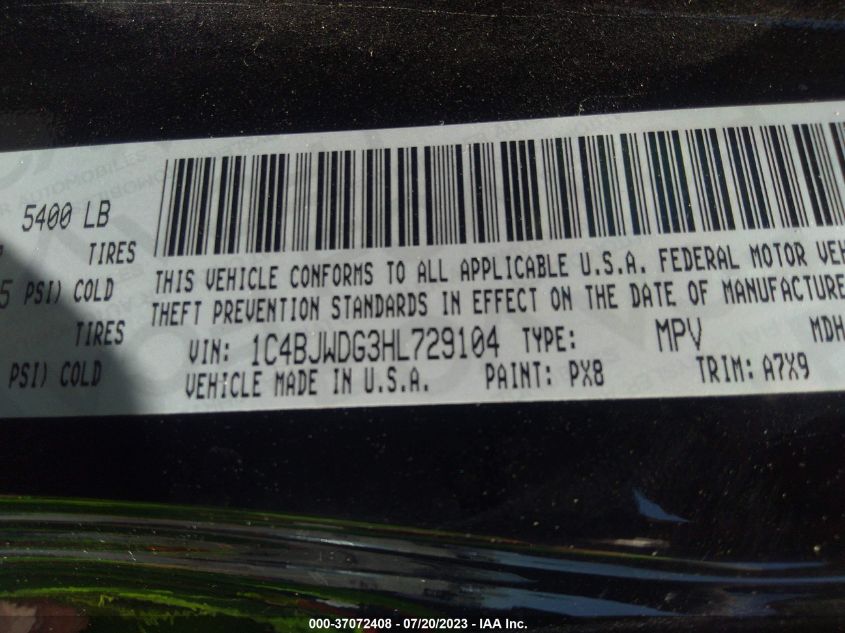 5400 LB
TIRES
5 PSI) COLD
TIRES
PSI) COLD
THIS VEHICLE CONFORMS TO ALL APPLICABLE U.S.A. FEDERAL MOTOR VEH
THEFT PREVENTION STANDARDS IN EFFECT ON THE DATE OF MANUFACTURE
VIN: 1C4BJWDG3HL729104 TYPE: MPV MDH
VEHICLE MADE IN U.S.A. PAINT: PX8 TRIM: A7X9
000-37072408 - 07/20/2023 - IAA Inc.